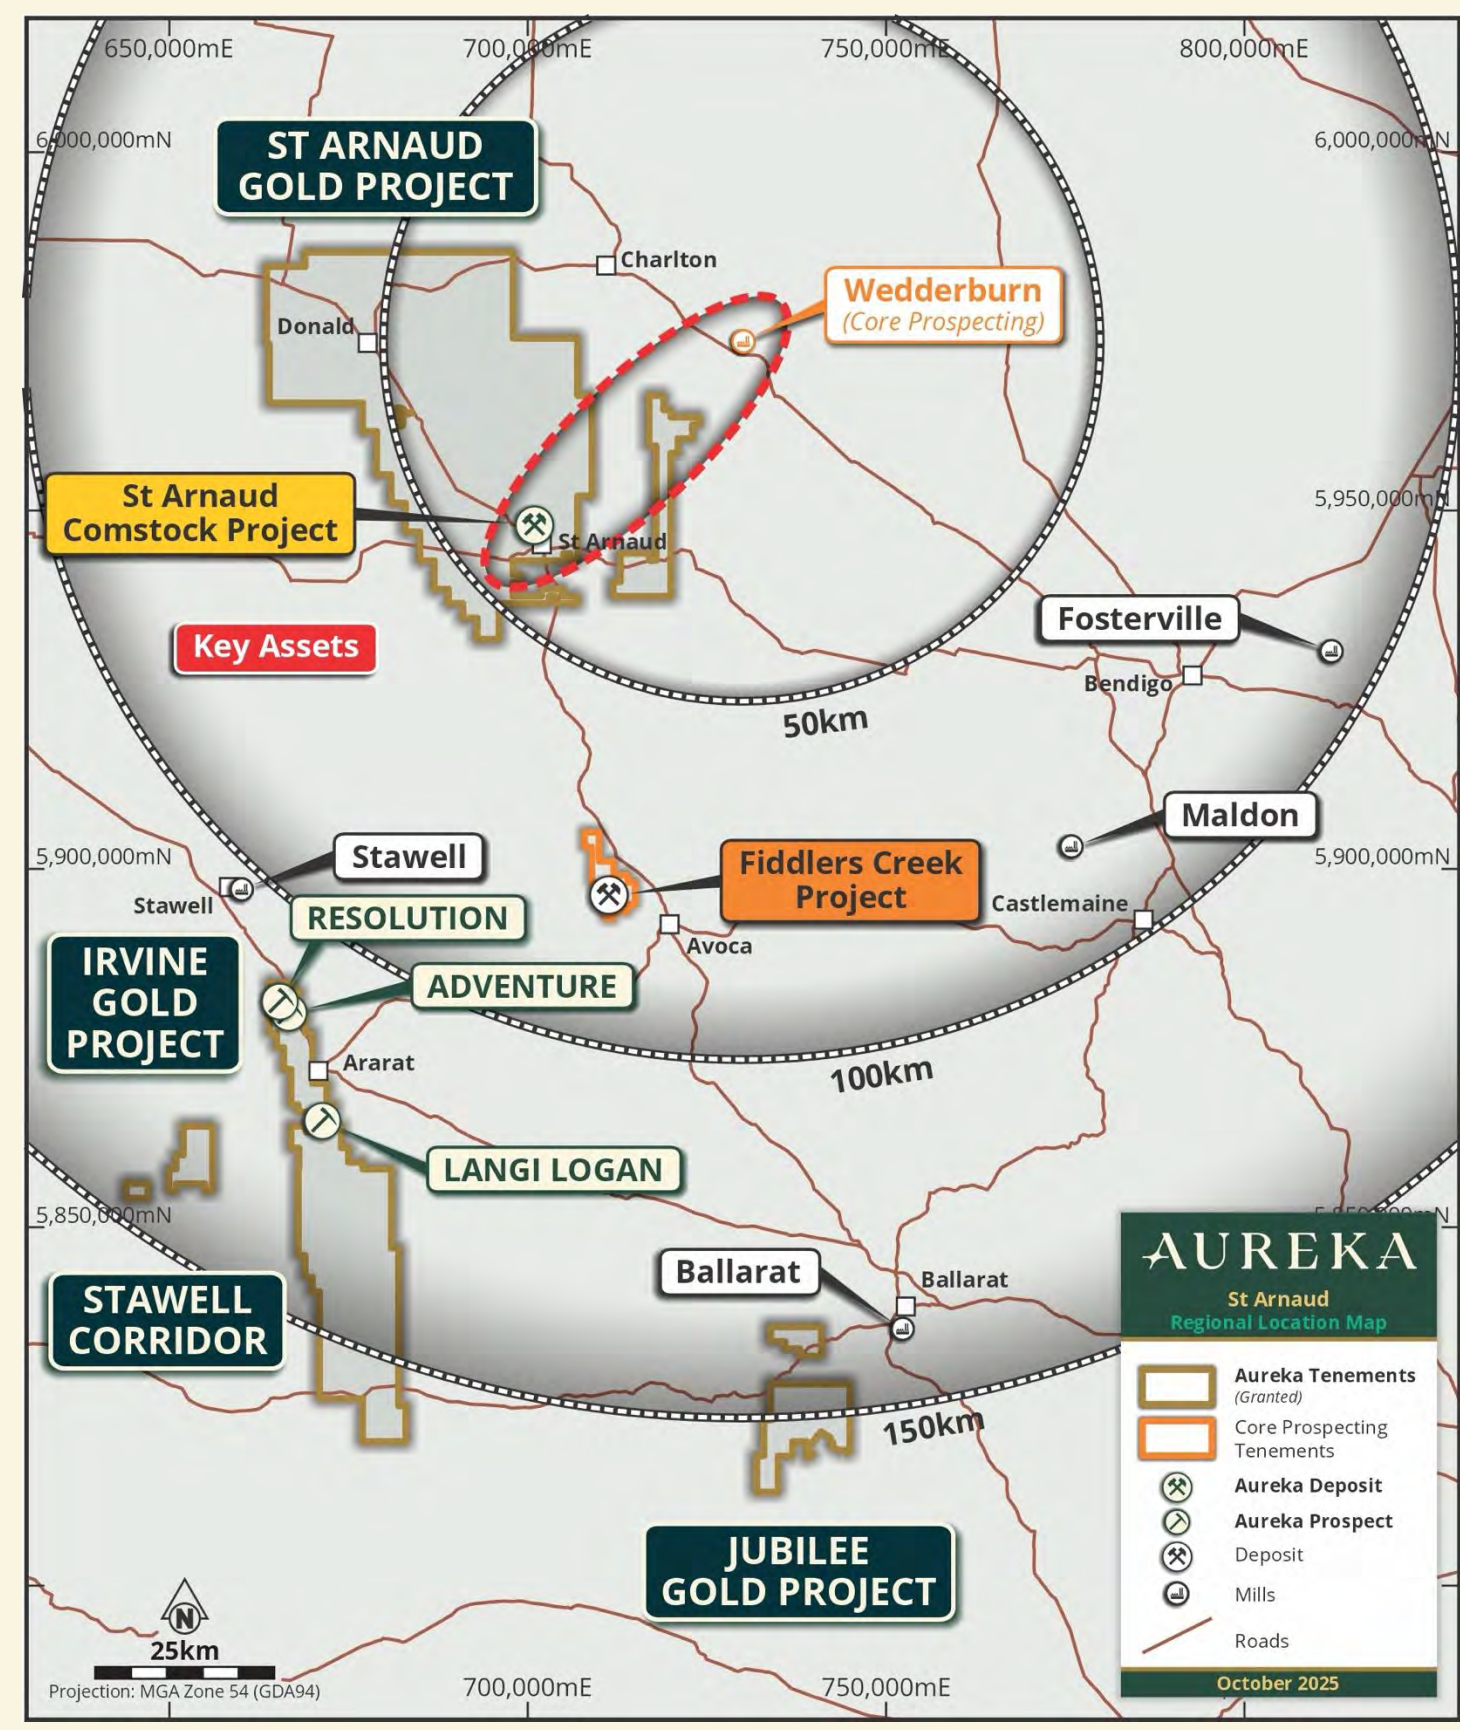 650,000mE
700,000mE
750,000mE
800,000mE
6,000,000mN
6,000,000mN
ST ARNAUD
GOLD PROJECT
Charlton
Wedderburn
(Core Prospecting)
Donald
St Arnaud
Comstock Project
5,950,000mN
St Arnaud
Fosterville
Key Assets
Bendigo
50km
Maldon
5,900,000mN
Stawell
5,900,000mN
Fiddlers Creek
Project
Stawell
RESOLUTION
Castlemaine
Avoca
IRVINE
GOLD
PROJECT
ADVENTURE
Ararat
100km
LANGI LOGAN
5,850,000mN
5,850,000mN
Ballarat
Ballarat
STAWELL
CORRIDOR
150km
JUBILEE
GOLD PROJECT
AUREKA
St Arnaud
Regional Location Map
Aureka Tenements
(Granted)
Core Prospecting
Tenements
Aureka Deposit
Aureka Prospect
Deposit
Mills
Roads
October 2025
N
25km
Projection: MGA Zone 54 (GDA94)
700,000mE
750,000mE